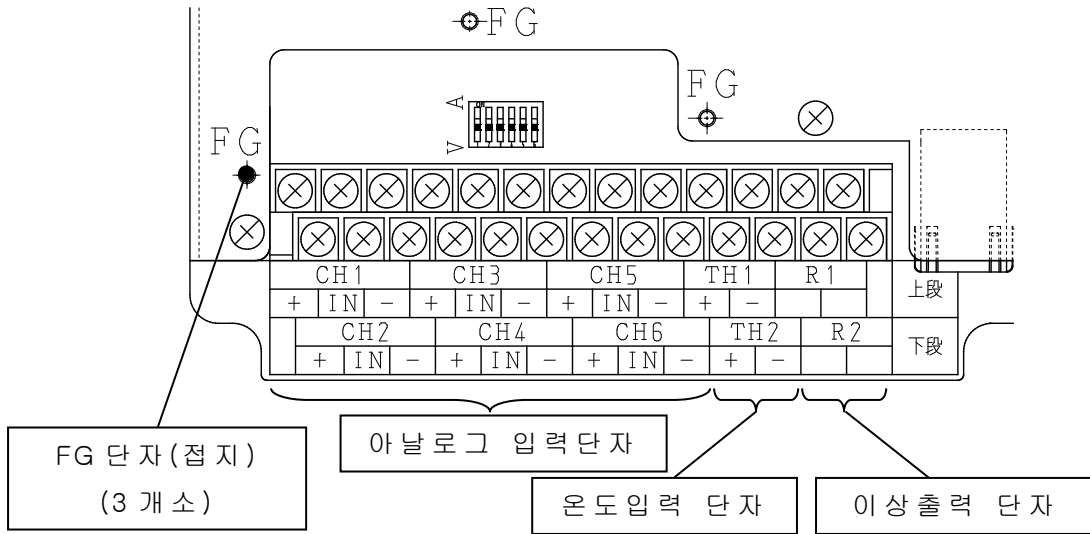 FG
FG
FG
A
ON
V
CH1 CH3 CH5 TH1 R1 上段
+ IN - + IN - + IN - + -
CH2 CH4 CH6 TH2 R2 下段
+ IN - + IN - + IN - + -
FG 단자(접지)
(3 개소)
아날로그 입력단자
온도입력 단자
이상출력 단자